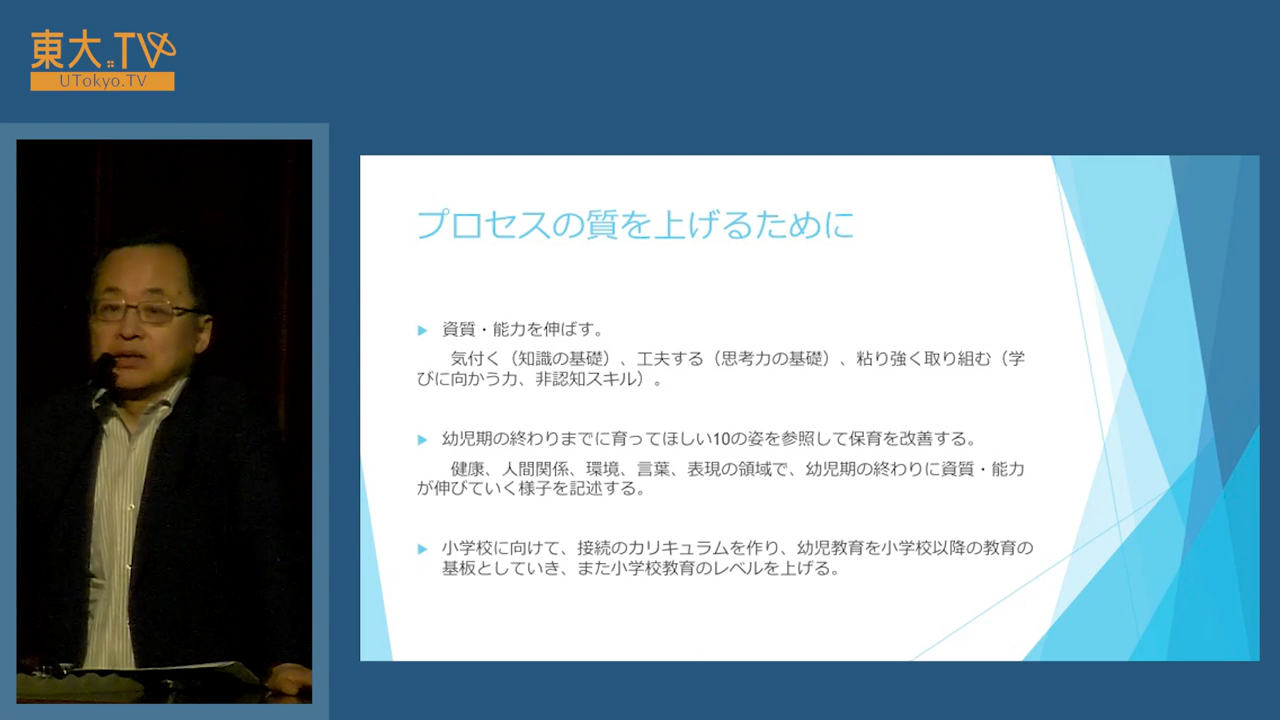 東大.TV
UTokyo.TV
プロセスの質を上げるために
資質・能力を伸ばす。
気付く（知識の基礎）、工夫する（思考力の基礎）、粘り強く取り組む（学
びに向かう力、非認知スキル）。
幼児期の終わりまでに育ってほしい10の姿を参照して保育を改善する。
健康、人間関係、環境、言葉、表現の領域で、幼児期の終わりに資質・能力
が伸びていく様子を記述する。
小学校に向けて、接続のカリキュラムを作り、幼児教育を小学校以降の教育の
基板としていき、また小学校教育のレベルを上げる。